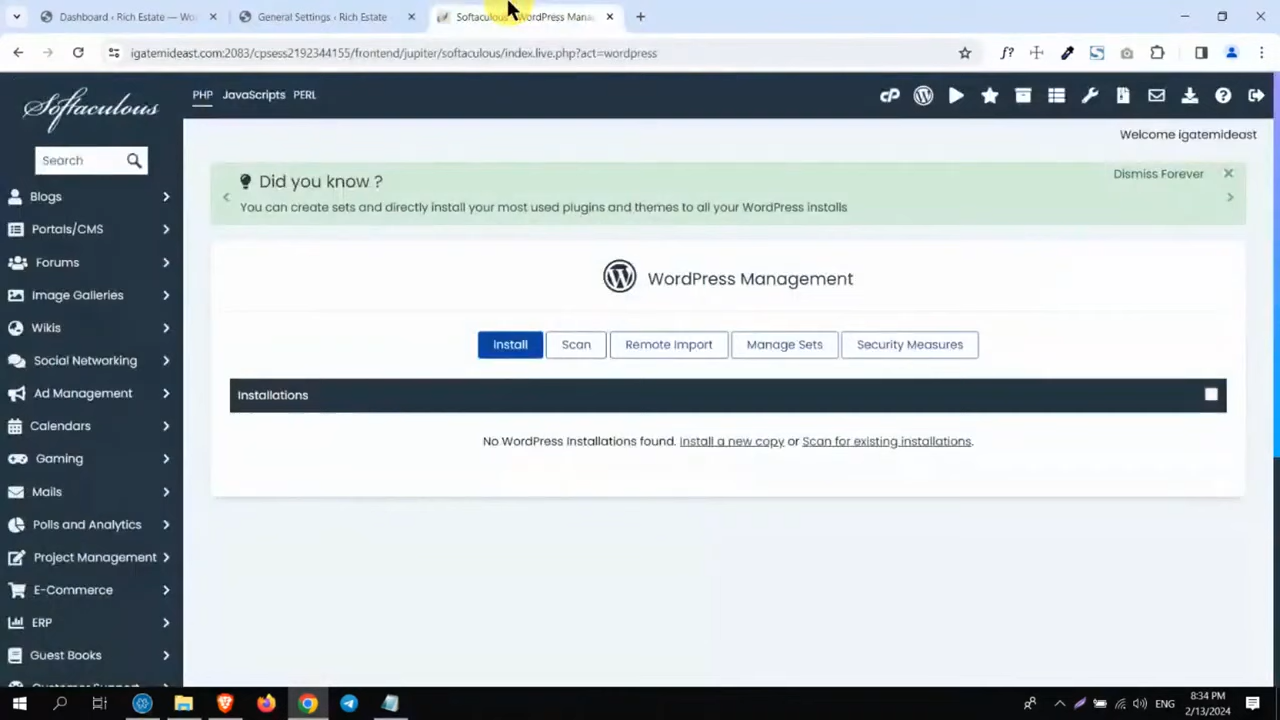 Dashboard ‹ Rich Estate — Wo
General Settings ‹ Rich Estate
Softaculous - WordPress Mana
igatemideast.com:2083/cpsess2192344155/frontend/jupiter/softaculous/index.live.php?act=wordpress
Softaculous
PHP JavaScripts PERL
Welcome igatemideast
Search
Blogs
Portals/CMS
Forums
Image Galleries
Wikis
Social Networking
Ad Management
Calendars
Gaming
Mails
Polls and Analytics
Project Management
E-Commerce
ERP
Guest Books
Customer Support
Did you know ?
Dismiss Forever
You can create sets and directly install your most used plugins and themes to all your WordPress installs
WordPress Management
Install Scan Remote Import Manage Sets Security Measures
Installations
No WordPress Installations found. Install a new copy or Scan for existing installations.
ENG
8:34 PM
2/13/2024